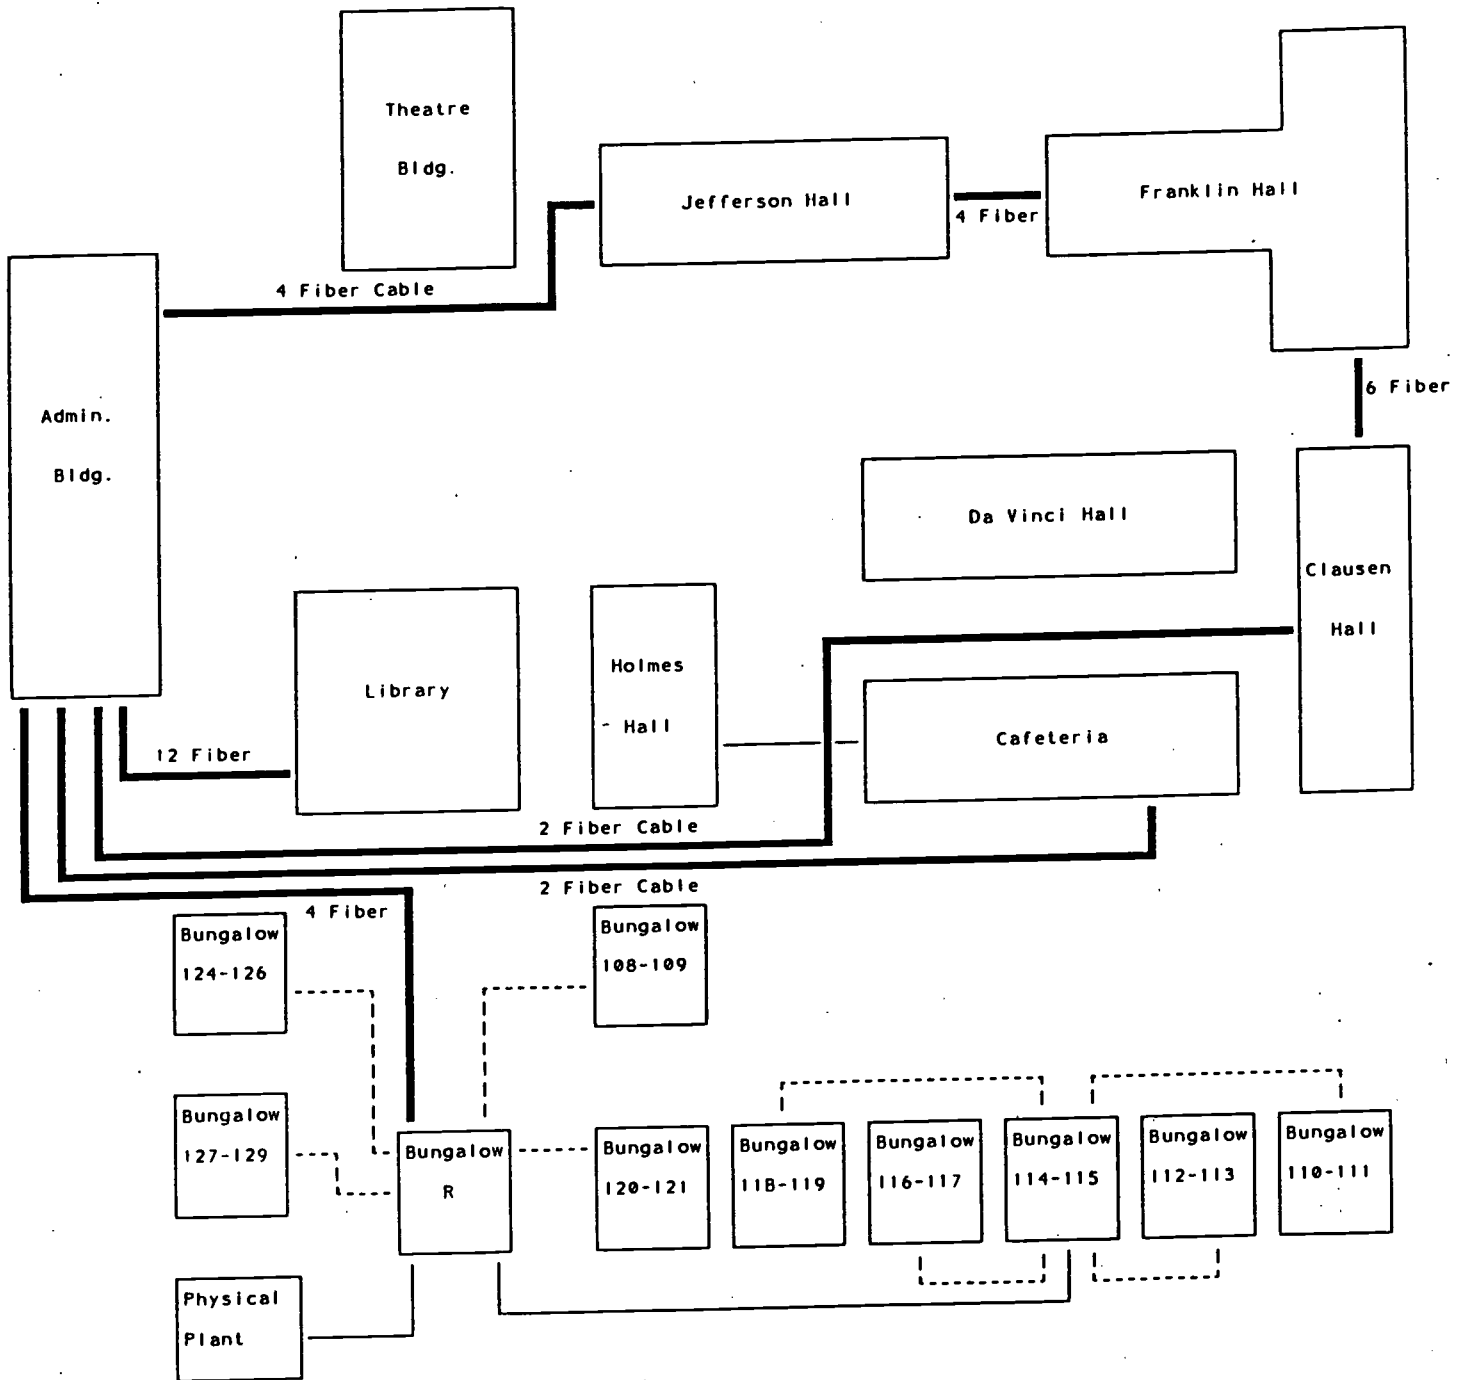 Theatre
Bldg.
Jefferson Hall
Franklin Hall
4 Fiber
4 Fiber Cable
6 Fiber
Admin.
Bldg.
Da Vinci Hall
Clausen
Hall
Holmes
Hall
Library
Cafeteria
12 Fiber
2 Fiber Cable
2 Fiber Cable
4 Fiber
Bungalow
124-126
Bungalow
108-109
Bungalow
127-129
Bungalow
R
Bungalow
120-121
Bungalow
118-119
Bungalow
116-117
Bungalow
114-115
Bungalow
112-113
Bungalow
110-111
Physical
Plant